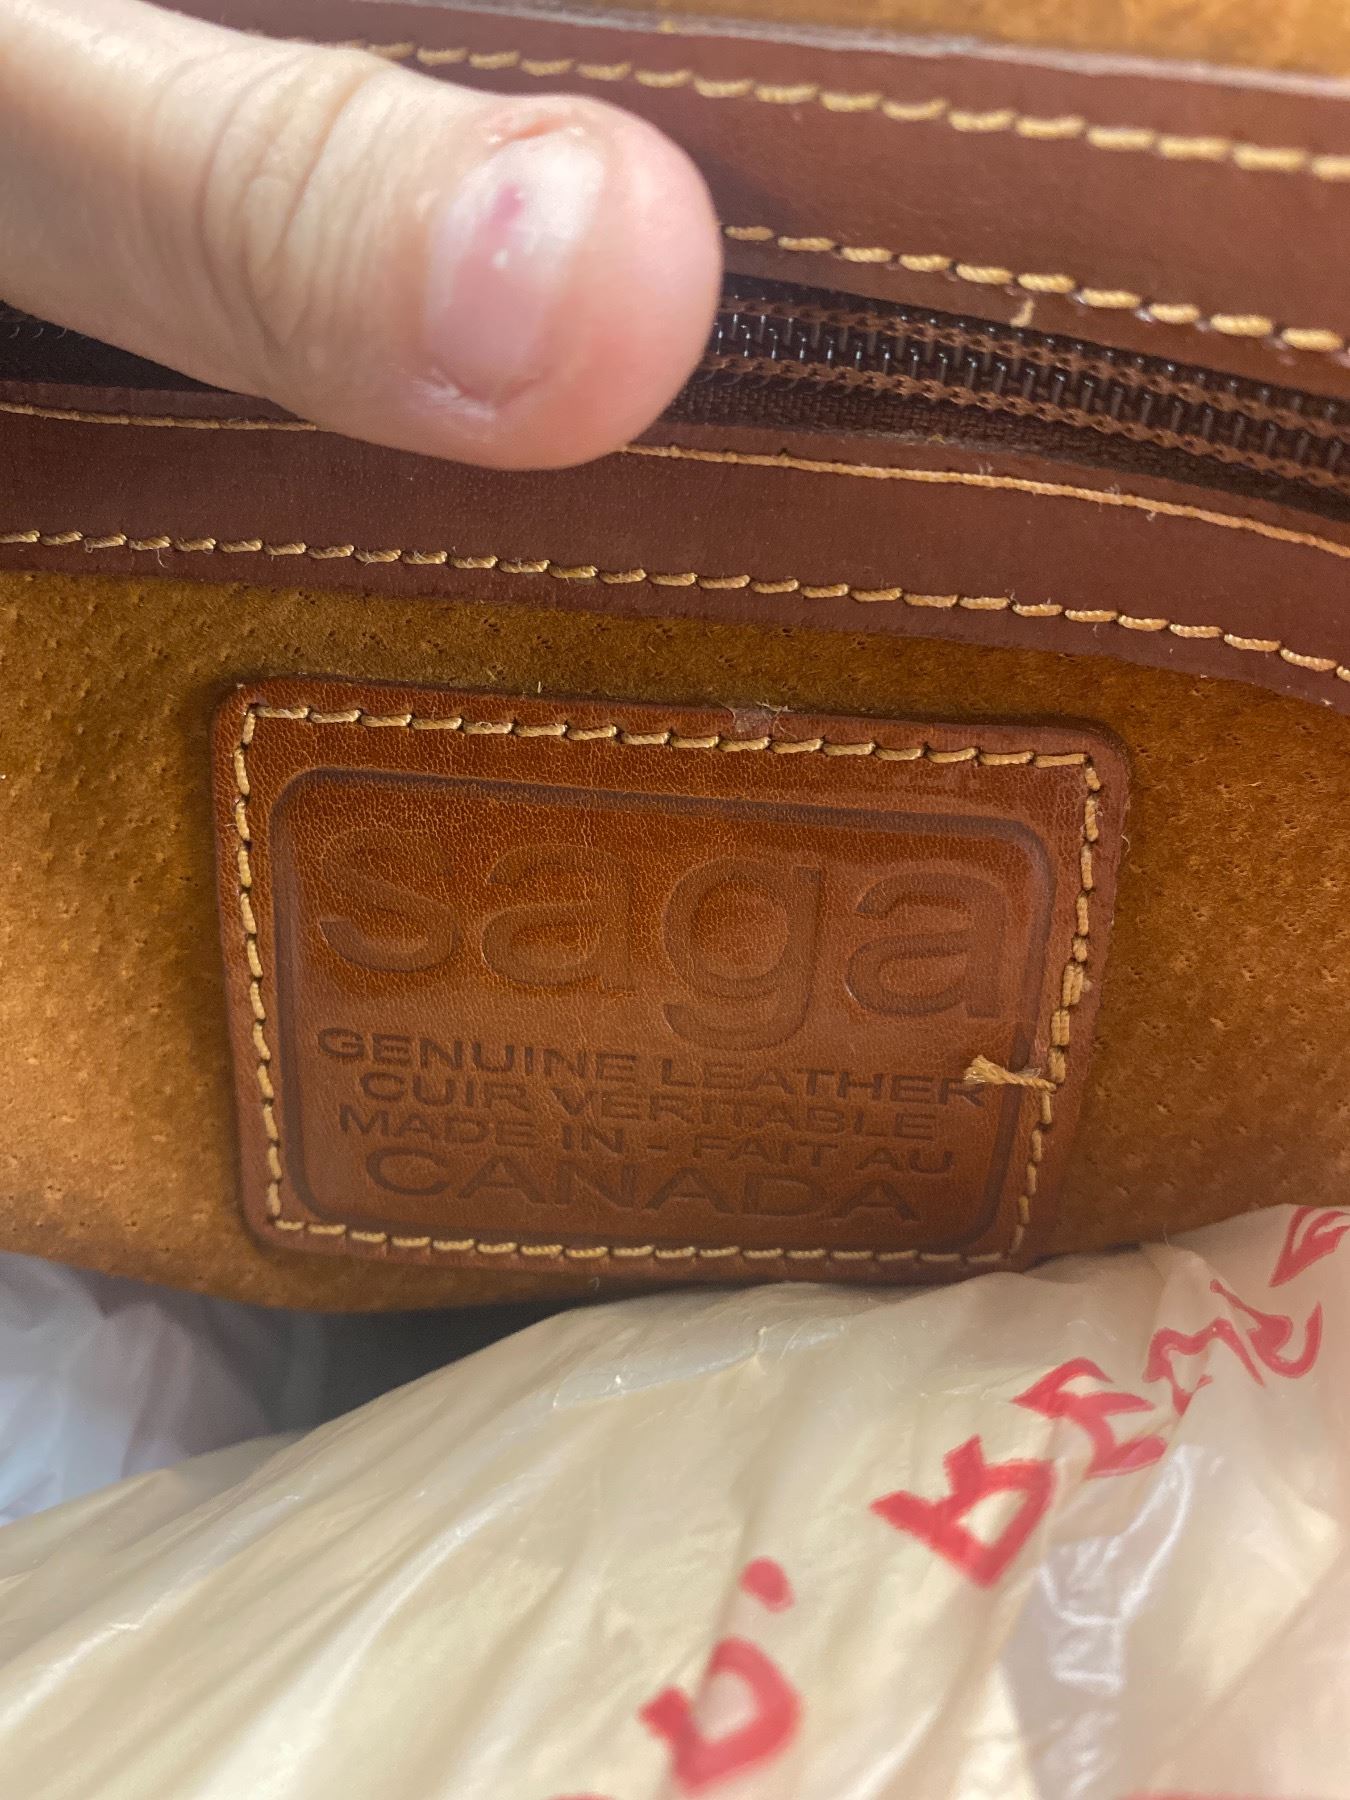 saga
GENUINE LEATHER
CUIR VERITABLE
MADE IN - FAIT AU
CANADA